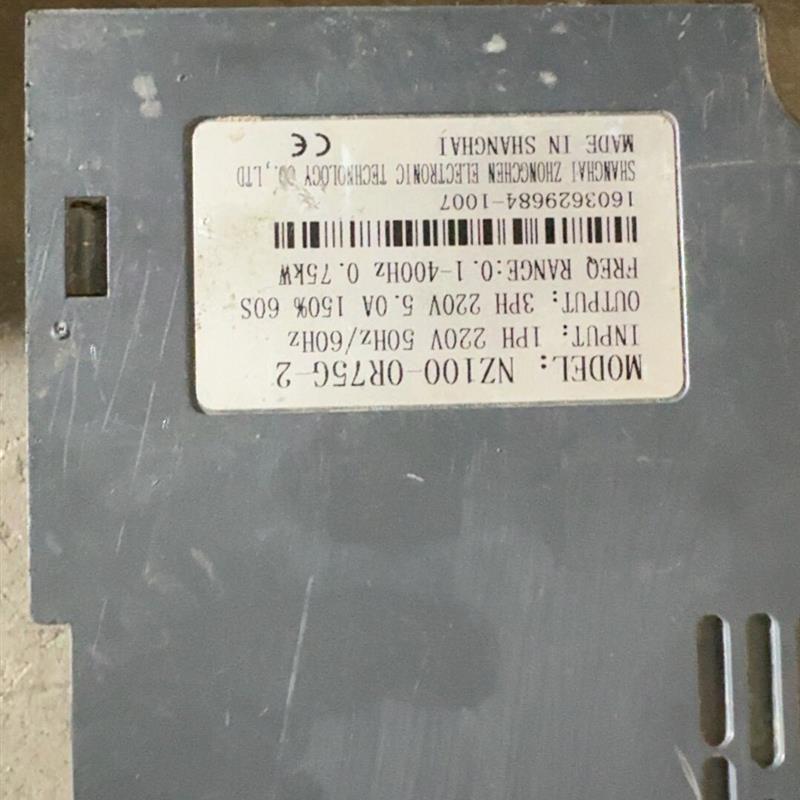 MODEL: NZ100-0R75G-2
INPUT: 1PH 220V 50Hz/60Hz
OUTPUT: 3PH 220V 5.0A 150% 60S
FREQ RANGE:0.1-400Hz 0.75kW
1603629684-1007
SHANGHAI ZHONGCHEN ELECTRONIC TECHNOLOGY CO.,LTD
MADE IN SHANGHAI CE